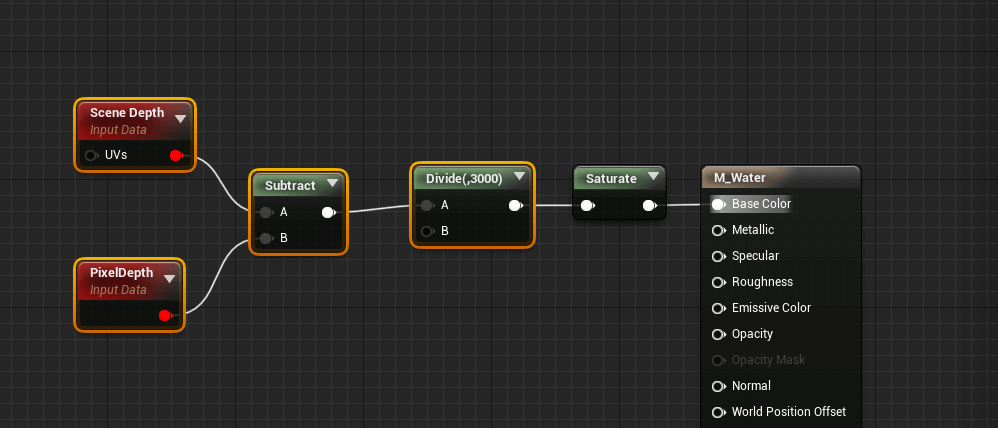 Scene Depth
Input Data
UVs
PixelDepth
Input Data
Subtract
A
B
Divide(,3000)
A
B
Saturate
M_Water
Base Color
Metallic
Specular
Roughness
Emissive Color
Opacity
Opacity Mask
Normal
World Position Offset